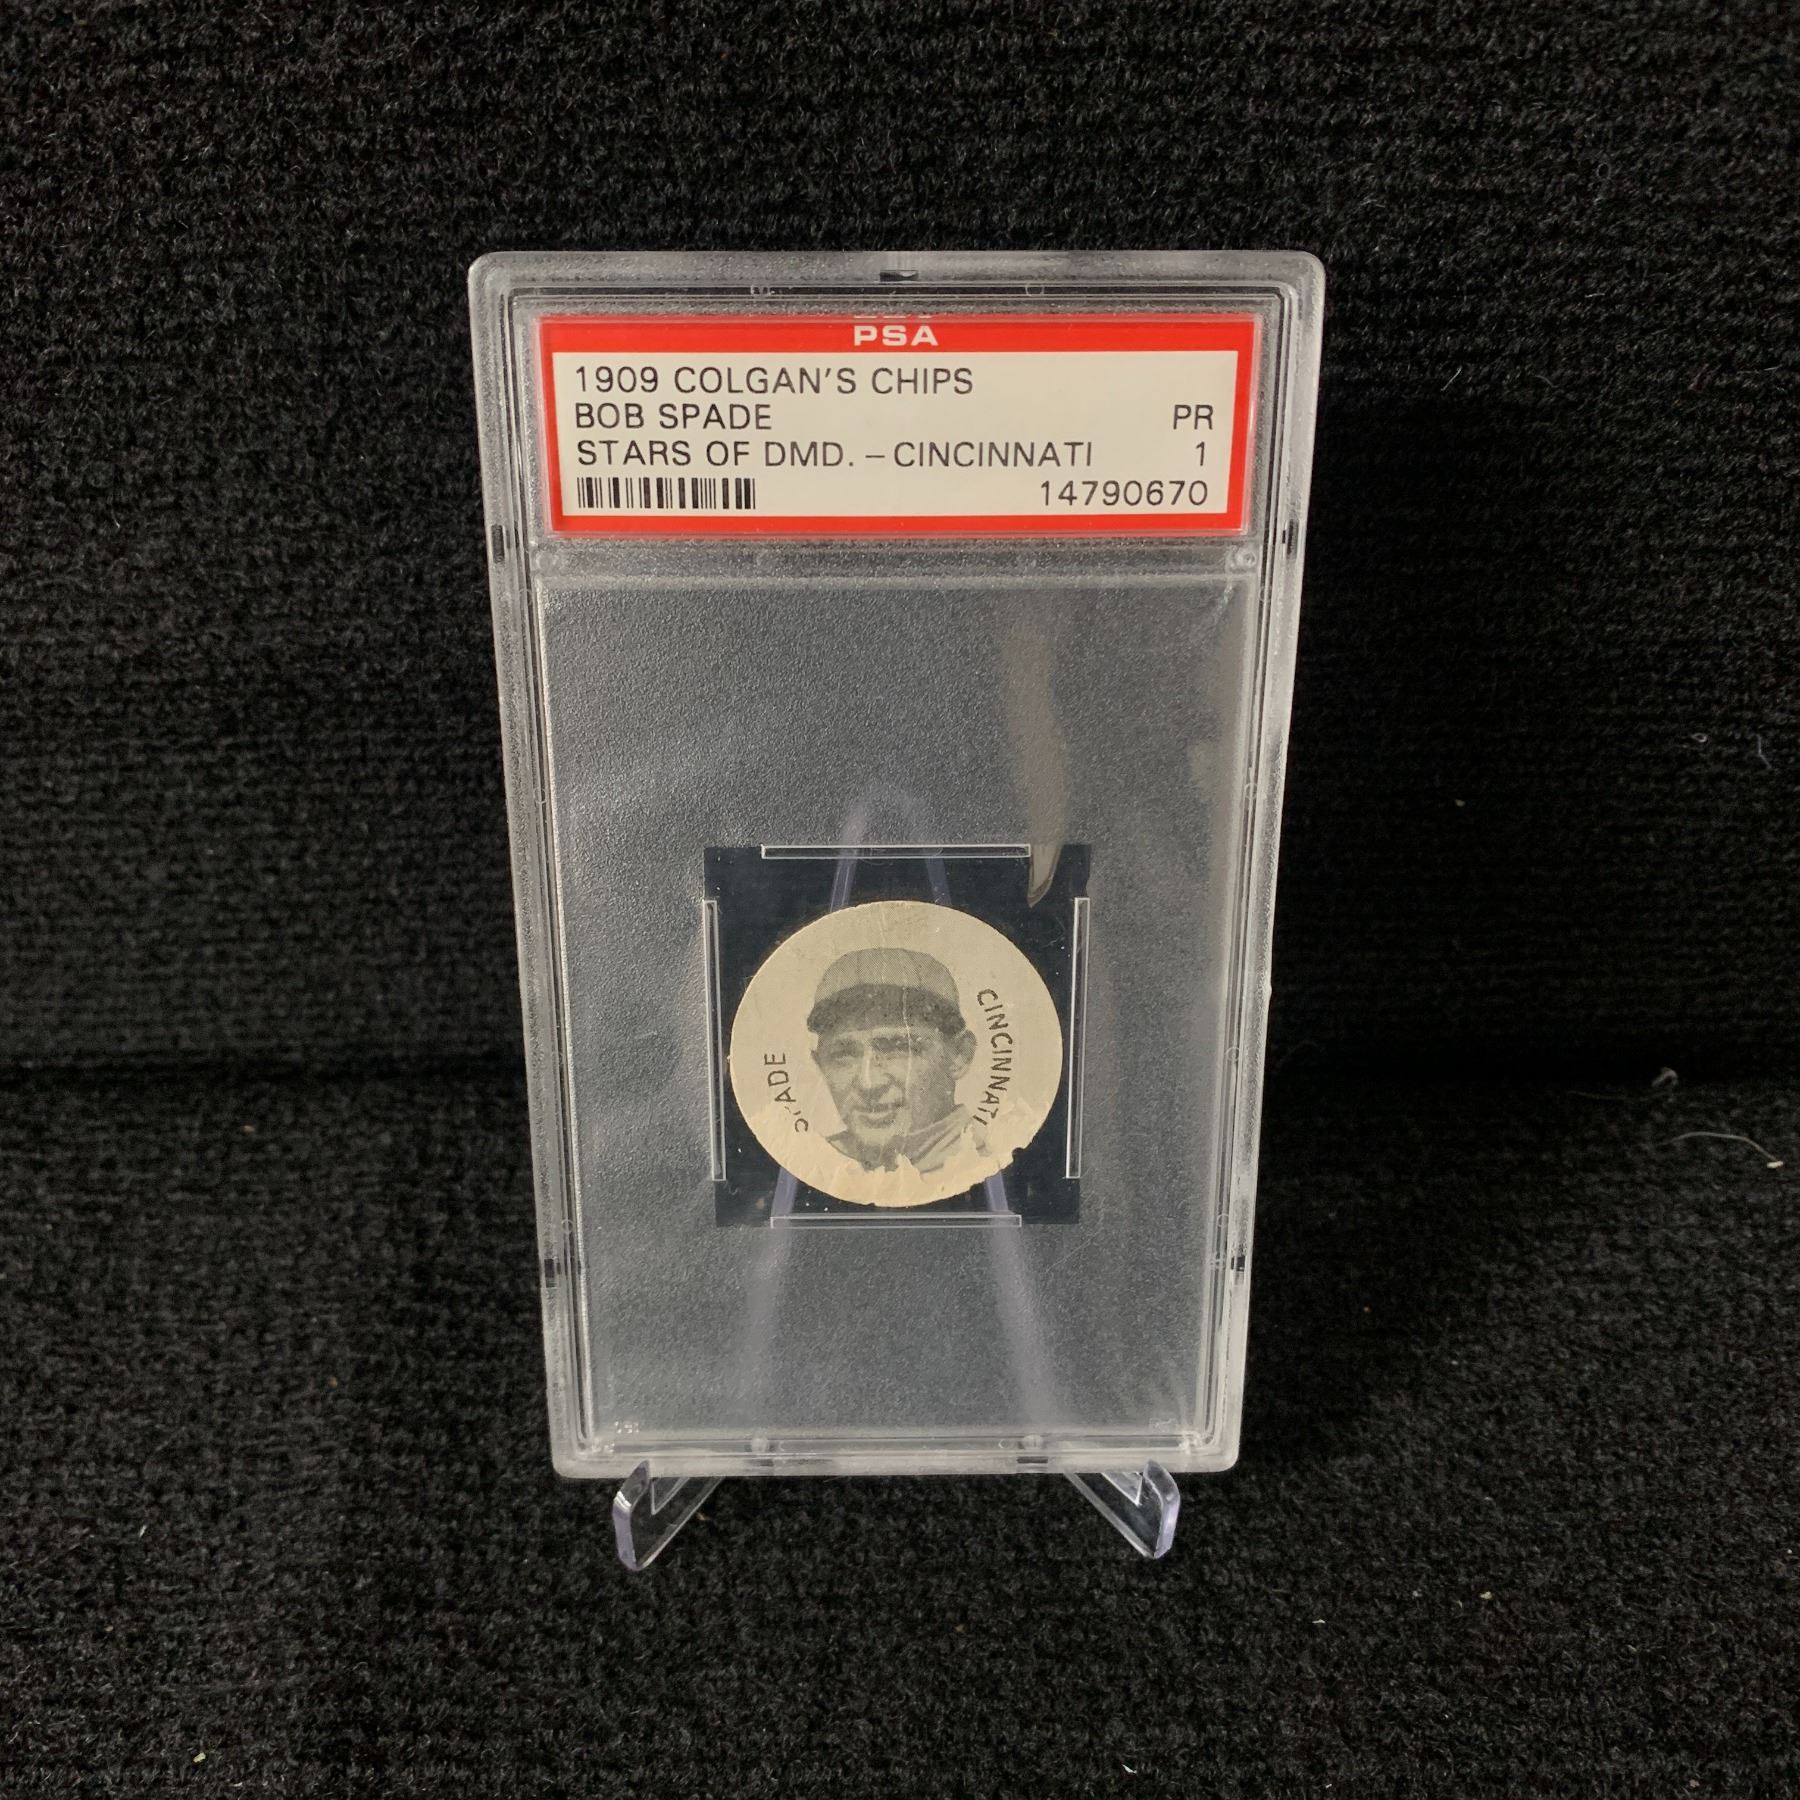 PSA
1909 COLGAN'S CHIPS
BOB SPADE PR
STARS OF DMD. – CINCINNATI 1
14790670
CINCINNATI